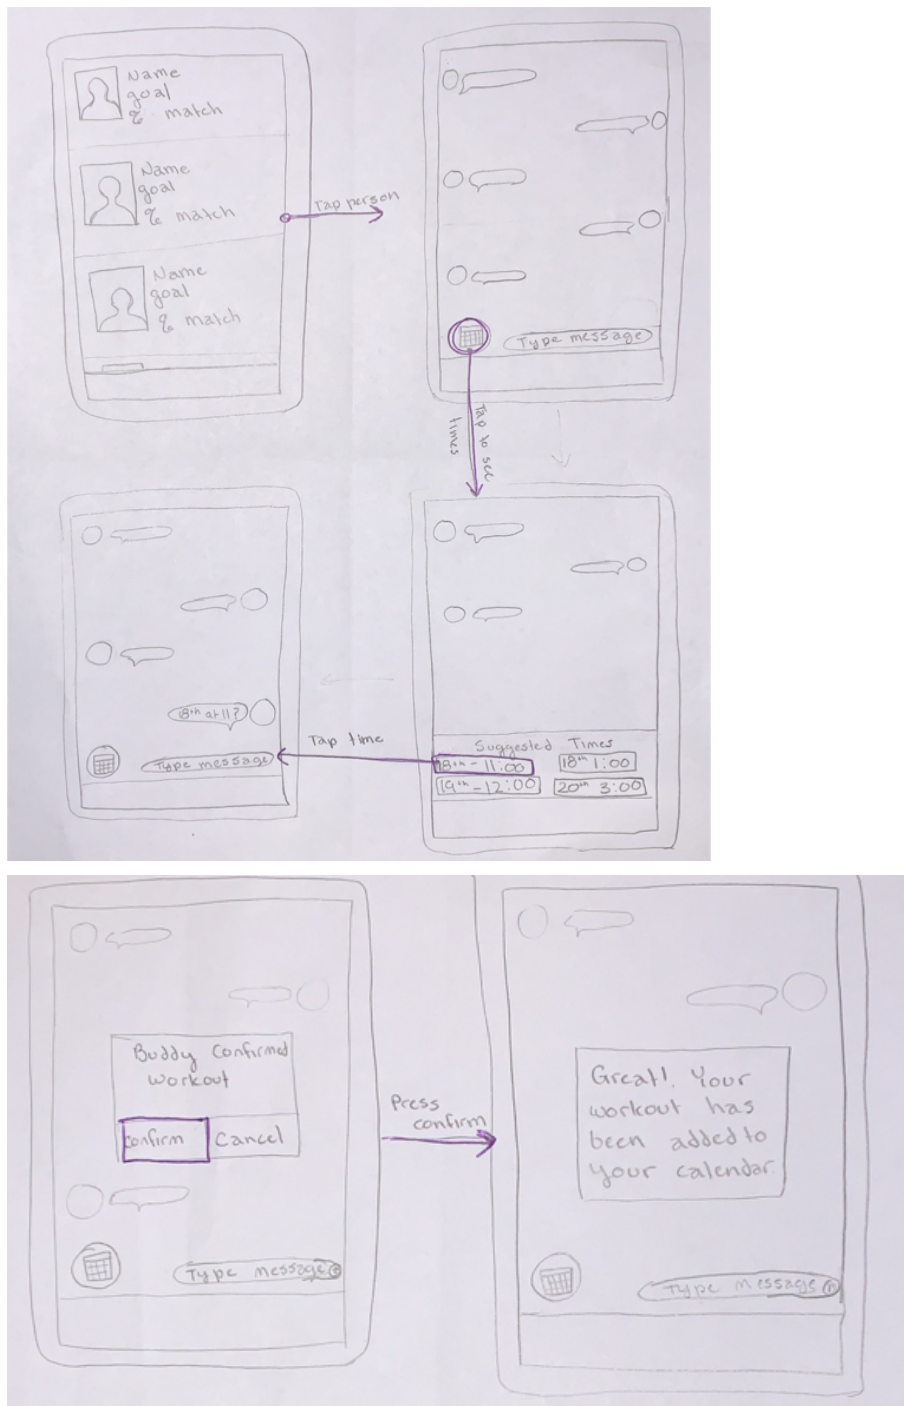 Name
goal
% match
Name
goal
% match
Name
goal
% match
Tap person
Type message
Tap to see
times
Suggested Times
18th - 11:00
18th 1:00
19th - 12:00
20th 3:00
Tap time
18th at 11?
Type message
Buddy Confirmed
workout
Confirm
Cancel
Type message
Press
confirm
Great! Your
workout has
been added to
your calendar.
Type message